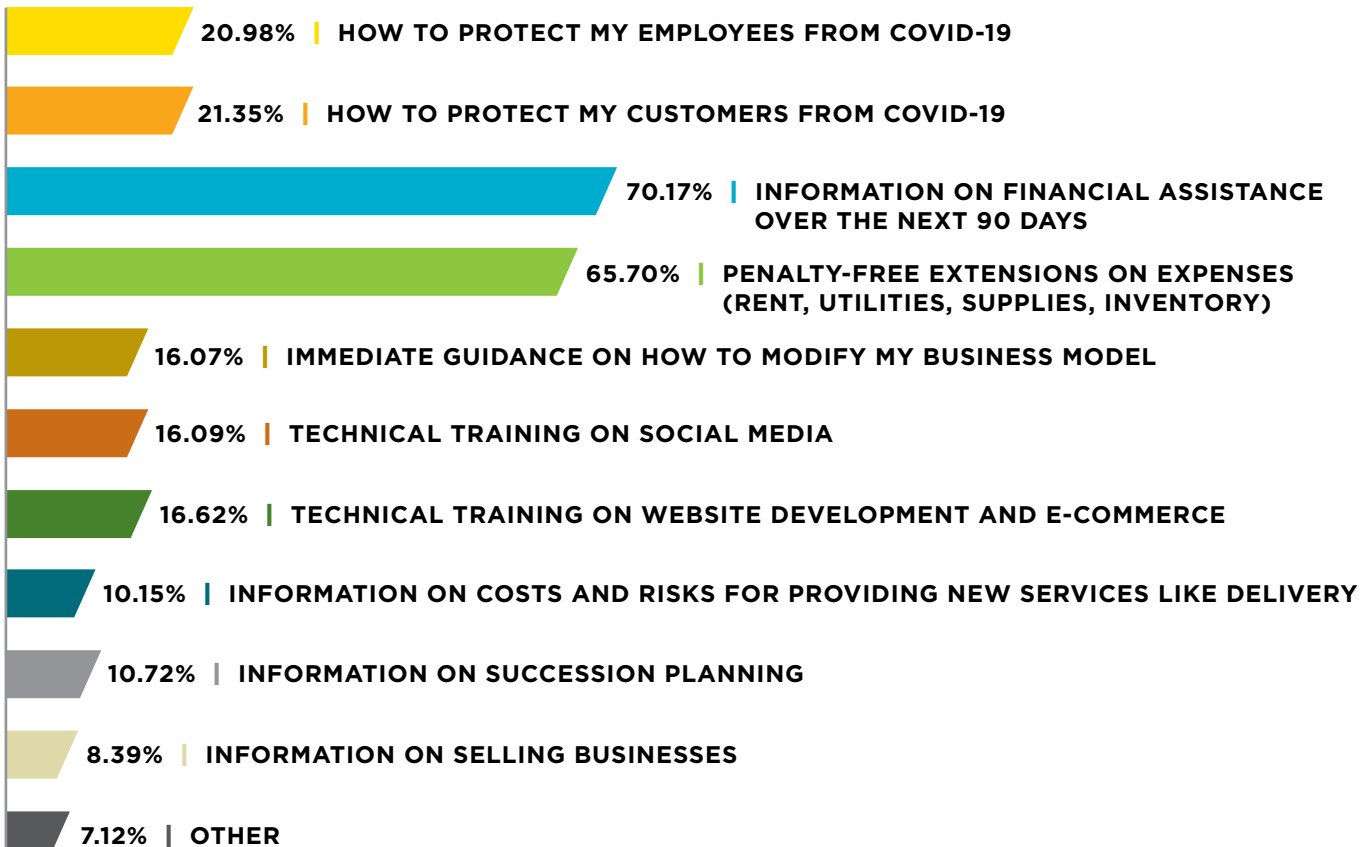 20.98% | HOW TO PROTECT MY EMPLOYEES FROM COVID-19
21.35% | HOW TO PROTECT MY CUSTOMERS FROM COVID-19
70.17% | INFORMATION ON FINANCIAL ASSISTANCE
OVER THE NEXT 90 DAYS
65.70% | PENALTY-FREE EXTENSIONS ON EXPENSES
(RENT, UTILITIES, SUPPLIES, INVENTORY)
16.07% | IMMEDIATE GUIDANCE ON HOW TO MODIFY MY BUSINESS MODEL
16.09% | TECHNICAL TRAINING ON SOCIAL MEDIA
16.62% | TECHNICAL TRAINING ON WEBSITE DEVELOPMENT AND E-COMMERCE
10.15% | INFORMATION ON COSTS AND RISKS FOR PROVIDING NEW SERVICES LIKE DELIVERY
10.72% | INFORMATION ON SUCCESSION PLANNING
8.39% | INFORMATION ON SELLING BUSINESSES
7.12% | OTHER